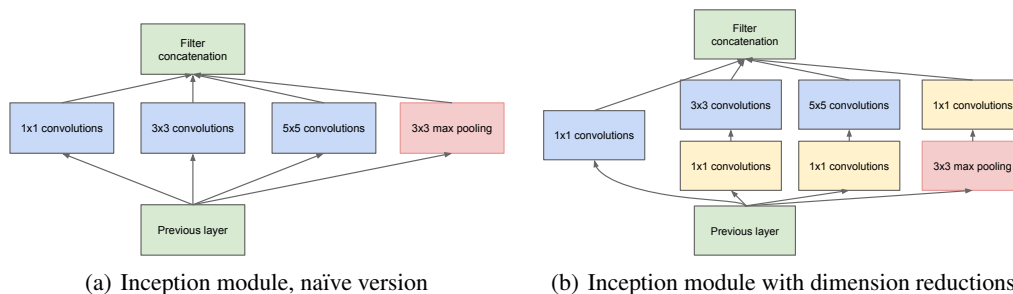 Filter
concatenation
1x1 convolutions
3x3 convolutions
5x5 convolutions
3x3 max pooling
Previous layer
(a) Inception module, naïve version
Filter
concatenation
3x3 convolutions
5x5 convolutions
1x1 convolutions
1x1 convolutions
1x1 convolutions
1x1 convolutions
3x3 max pooling
Previous layer
(b) Inception module with dimension reductions